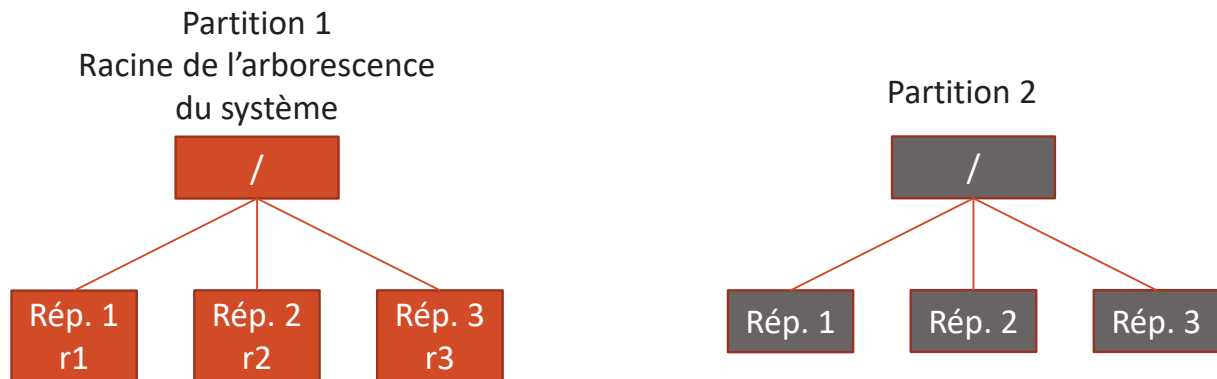 Partition 1
Racine de l’arborescence
du système
/
Rép. 1
r1
Rép. 2
r2
Rép. 3
r3
Partition 2
/
Rép. 1
Rép. 2
Rép. 3